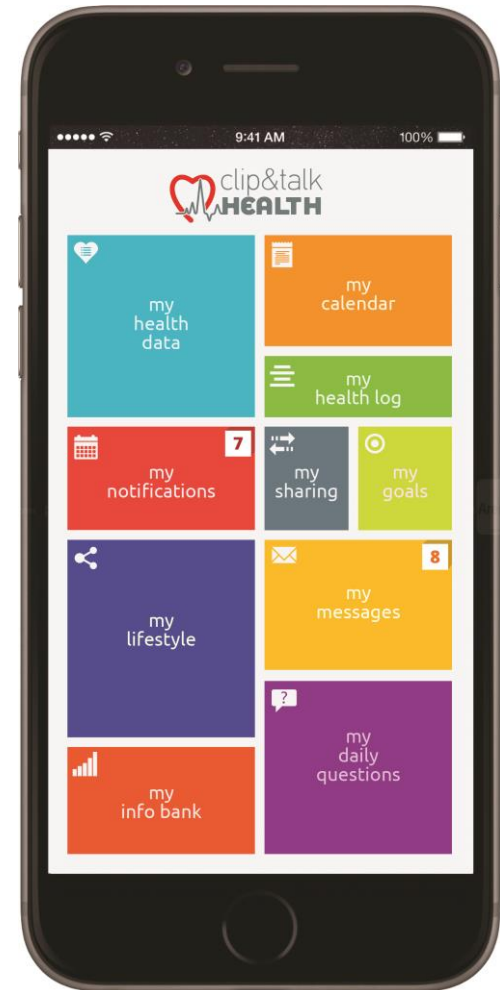 9:41 AM
100%
clip&talk
HEALTH
my
health
data
my
calendar
my
health log
7
my
notifications
my
sharing
my
goals
my
lifestyle
8
my
messages
?
my
daily
questions
my
info bank